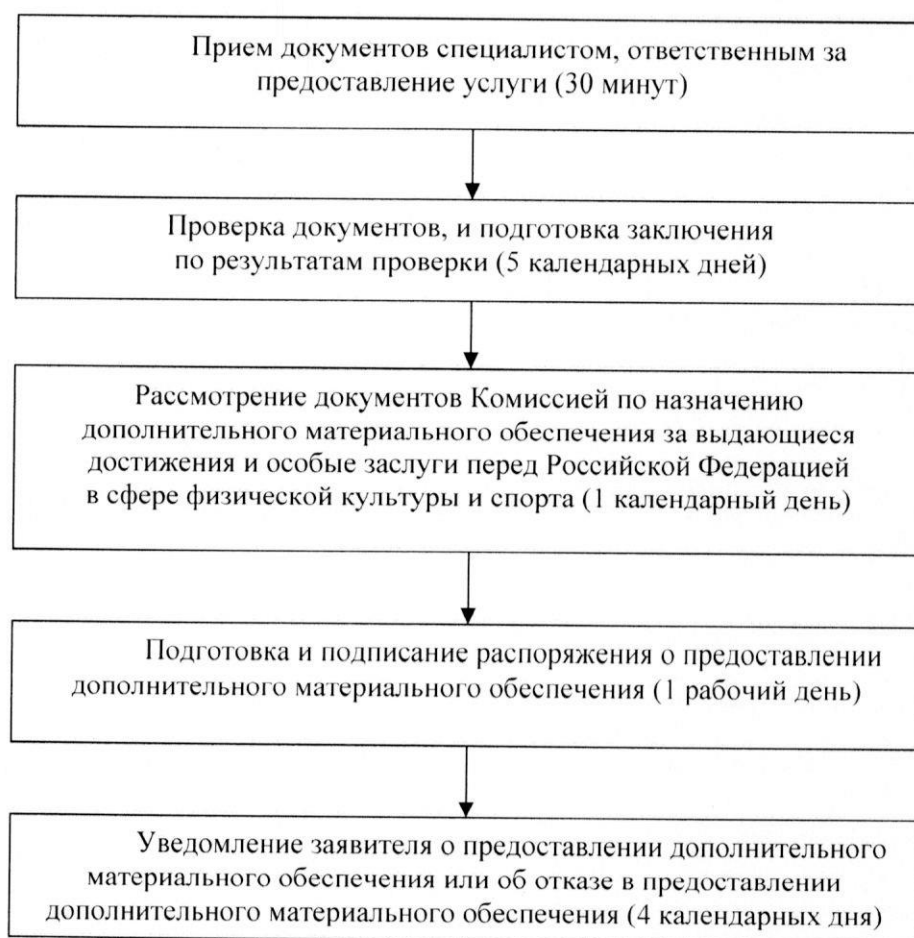 Прием документов специалистом, ответственным за
предоставление услуги (30 минут)
Проверка документов, и подготовка заключения
по результатам проверки (5 календарных дней)
Рассмотрение документов Комиссией по назначению
дополнительного материального обеспечения за выдающиеся
достижения и особые заслуги перед Российской Федерацией
в сфере физической культуры и спорта (1 календарный день)
Подготовка и подписание распоряжения о предоставлении
дополнительного материального обеспечения (1 рабочий день)
Уведомление заявителя о предоставлении дополнительного
материального обеспечения или об отказе в предоставлении
дополнительного материального обеспечения (4 календарных дня)